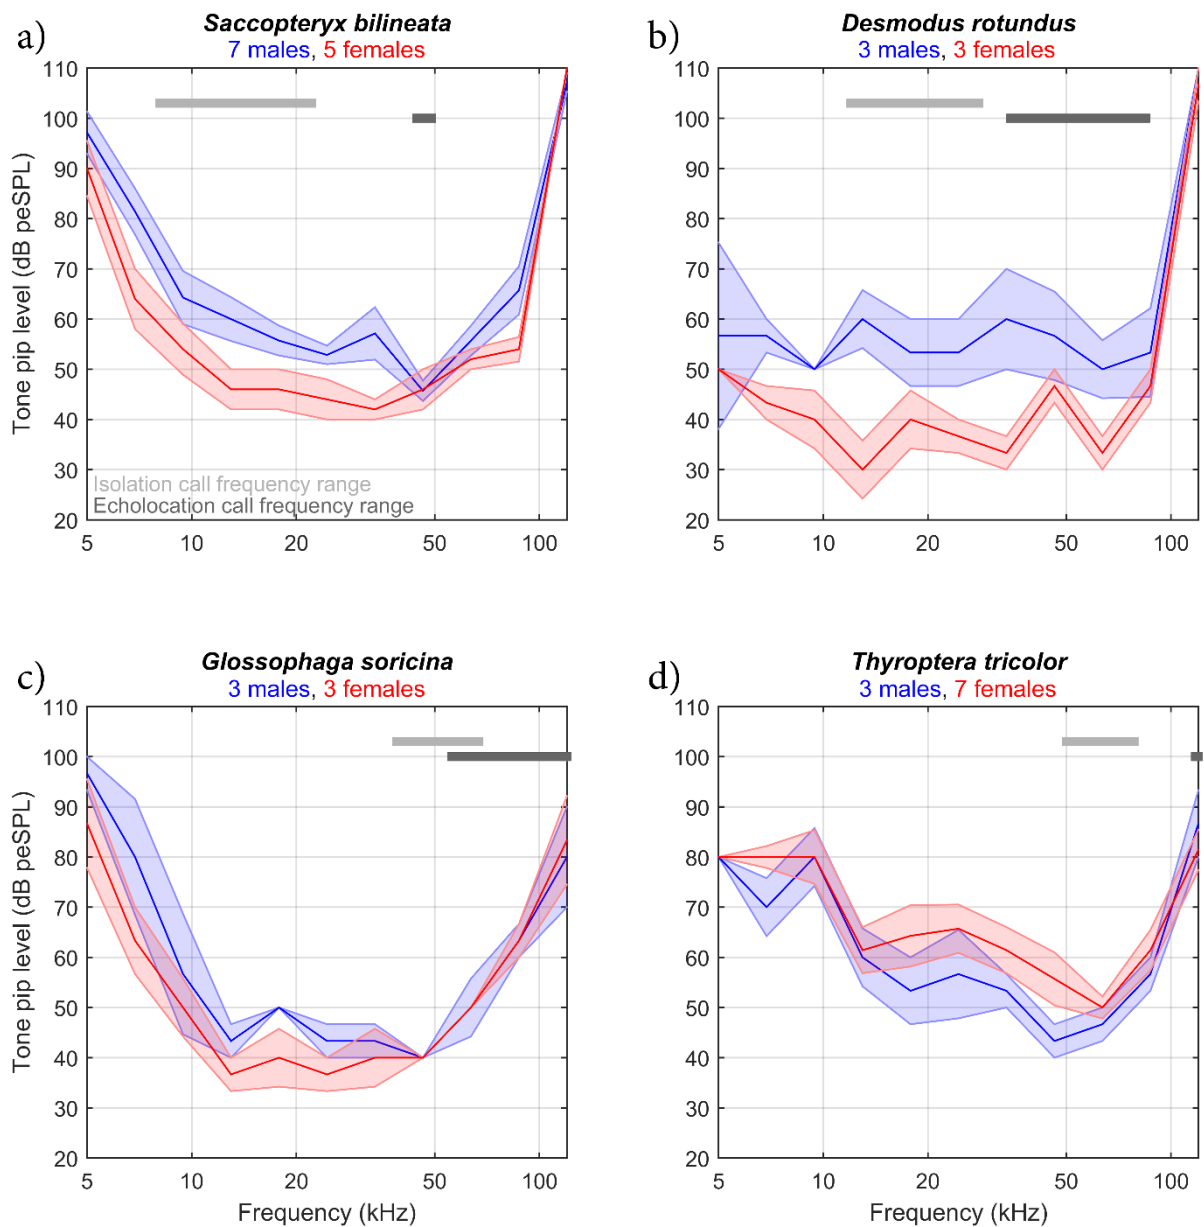 a)
Saccopteryx bilineata
7 males, 5 females
110
100
90
80
70
60
50
40
30
20
Tone pip level (dB peSPL)
Isolation call frequency range
Echolocation call frequency range
5 10 20 50 100
b)
Desmodus rotundus
3 males, 3 females
110
100
90
80
70
60
50
40
30
20
5 10 20 50 100
c)
Glossophaga soricina
3 males, 3 females
110
100
90
80
70
60
50
40
30
20
Tone pip level (dB peSPL)
5 10 20 50 100
Frequency (kHz)
d)
Thyroptera tricolor
3 males, 7 females
110
100
90
80
70
60
50
40
30
20
5 10 20 50 100
Frequency (kHz)